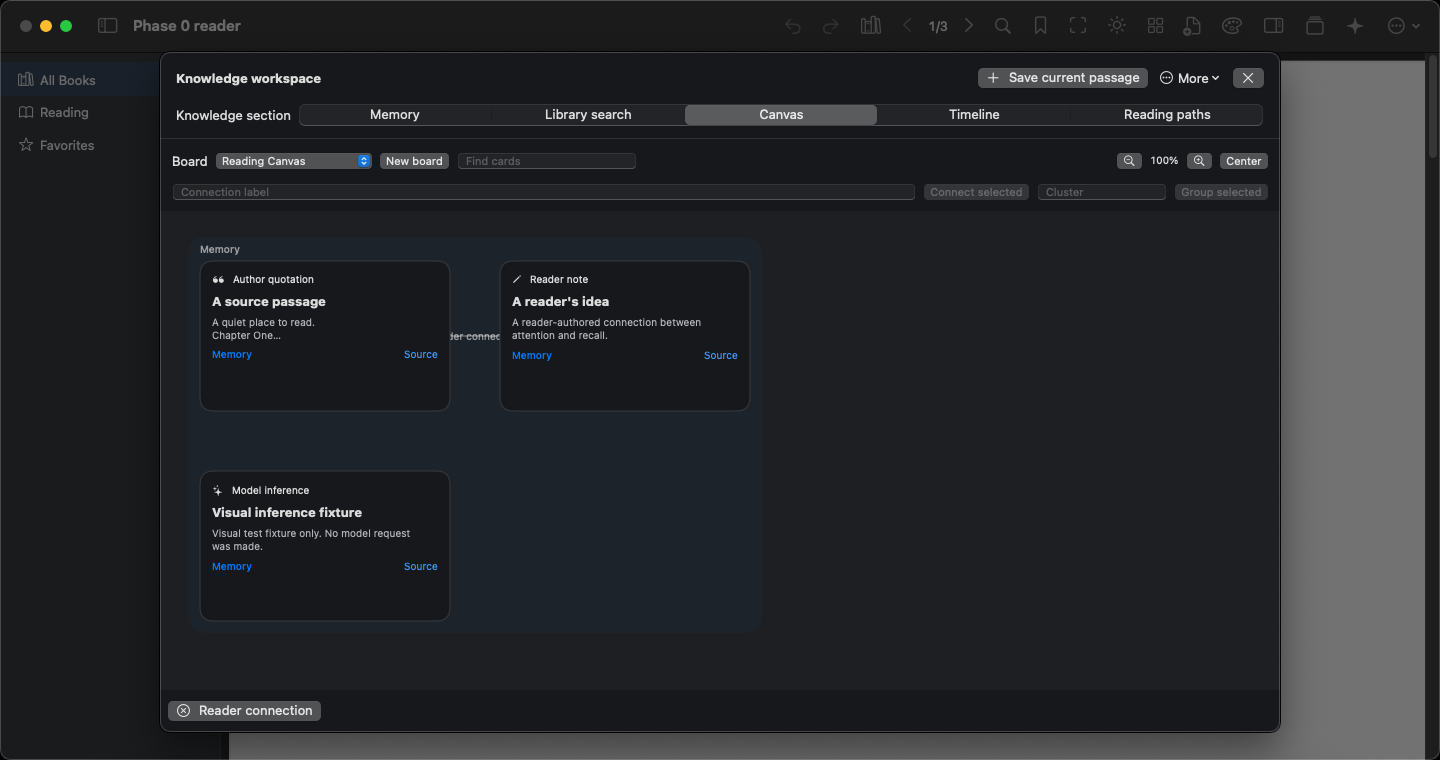 Phase 0 reader
1/3
All Books
Reading
Favorites
Knowledge workspace
Save current passage
More
Knowledge section
Memory
Library search
Canvas
Timeline
Reading paths
Board
Reading Canvas
New board
Find cards
100%
Center
Connection label
Connect selected
Cluster
Group selected
Memory
Author quotation
A source passage
A quiet place to read.
Chapter One...
Memory
Source
Reader note
A reader's idea
A reader-authored connection between
attention and recall.
Memory
Source
Model inference
Visual inference fixture
Visual test fixture only. No model request
was made.
Memory
Source
Reader connection